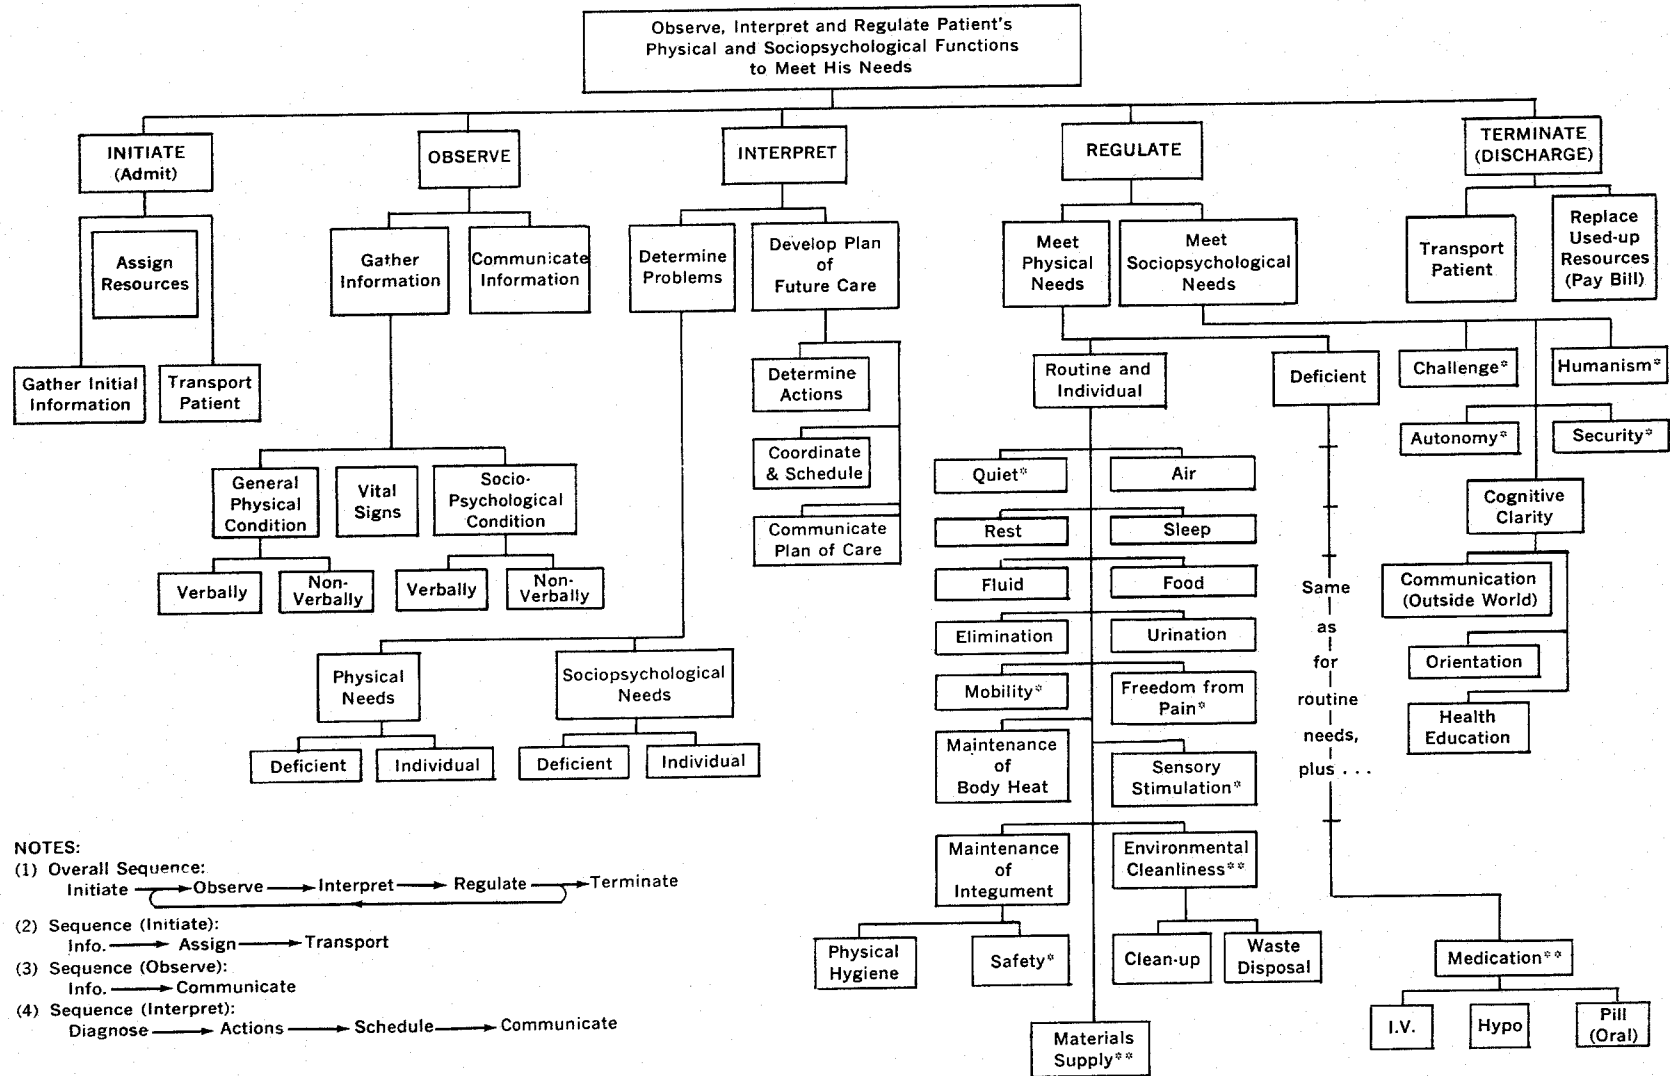 Observe, Interpret and Regulate Patient's
Physical and Sociopsychological Functions
to Meet His Needs
INITIATE
(Admit)
OBSERVE
INTERPRET
REGULATE
TERMINATE
(DISCHARGE)
Assign
Resources
Gather Initial
Information
Transport
Patient
Gather
Information
Communicate
Information
Determine
Problems
Develop Plan
of
Future Care
Meet
Physical
Needs
Meet
Sociopsychological
Needs
Transport
Patient
Replace
Used-up
Resources
(Pay Bill)
Determine
Actions
Coordinate
& Schedule
Communicate
Plan of Care
Routine and
Individual
Deficient
Challenge*
Humanism*
Autonomy*
Security*
Cognitive
Clarity
Communication
(Outside World)
Orientation
Health
Education
General
Physical
Condition
Vital
Signs
Socio-
Psychological
Condition
Verbally
Non-
Verbally
Verbally
Non-
Verbally
Physical
Needs
Sociopsychological
Needs
Deficient
Individual
Deficient
Individual
Quiet*
Air
Rest
Sleep
Fluid
Food
Elimination
Urination
Mobility*
Freedom from
Pain*
Maintenance
of
Body Heat
Sensory
Stimulation*
Maintenance
of
Integument
Environmental
Cleanliness**
Physical
Hygiene
Safety*
Clean-up
Waste
Disposal
Materials
Supply**
Same
as
for
routine
needs,
plus . . .
Medication**
I.V.
Hypo
Pill
(Oral)
NOTES:
(1) Overall Sequence:
Initiate → Observe → Interpret → Regulate → Terminate
(2) Sequence (Initiate):
Info. → Assign → Transport
(3) Sequence (Observe):
Info. → Communicate
(4) Sequence (Interpret):
Diagnose → Actions → Schedule → Communicate